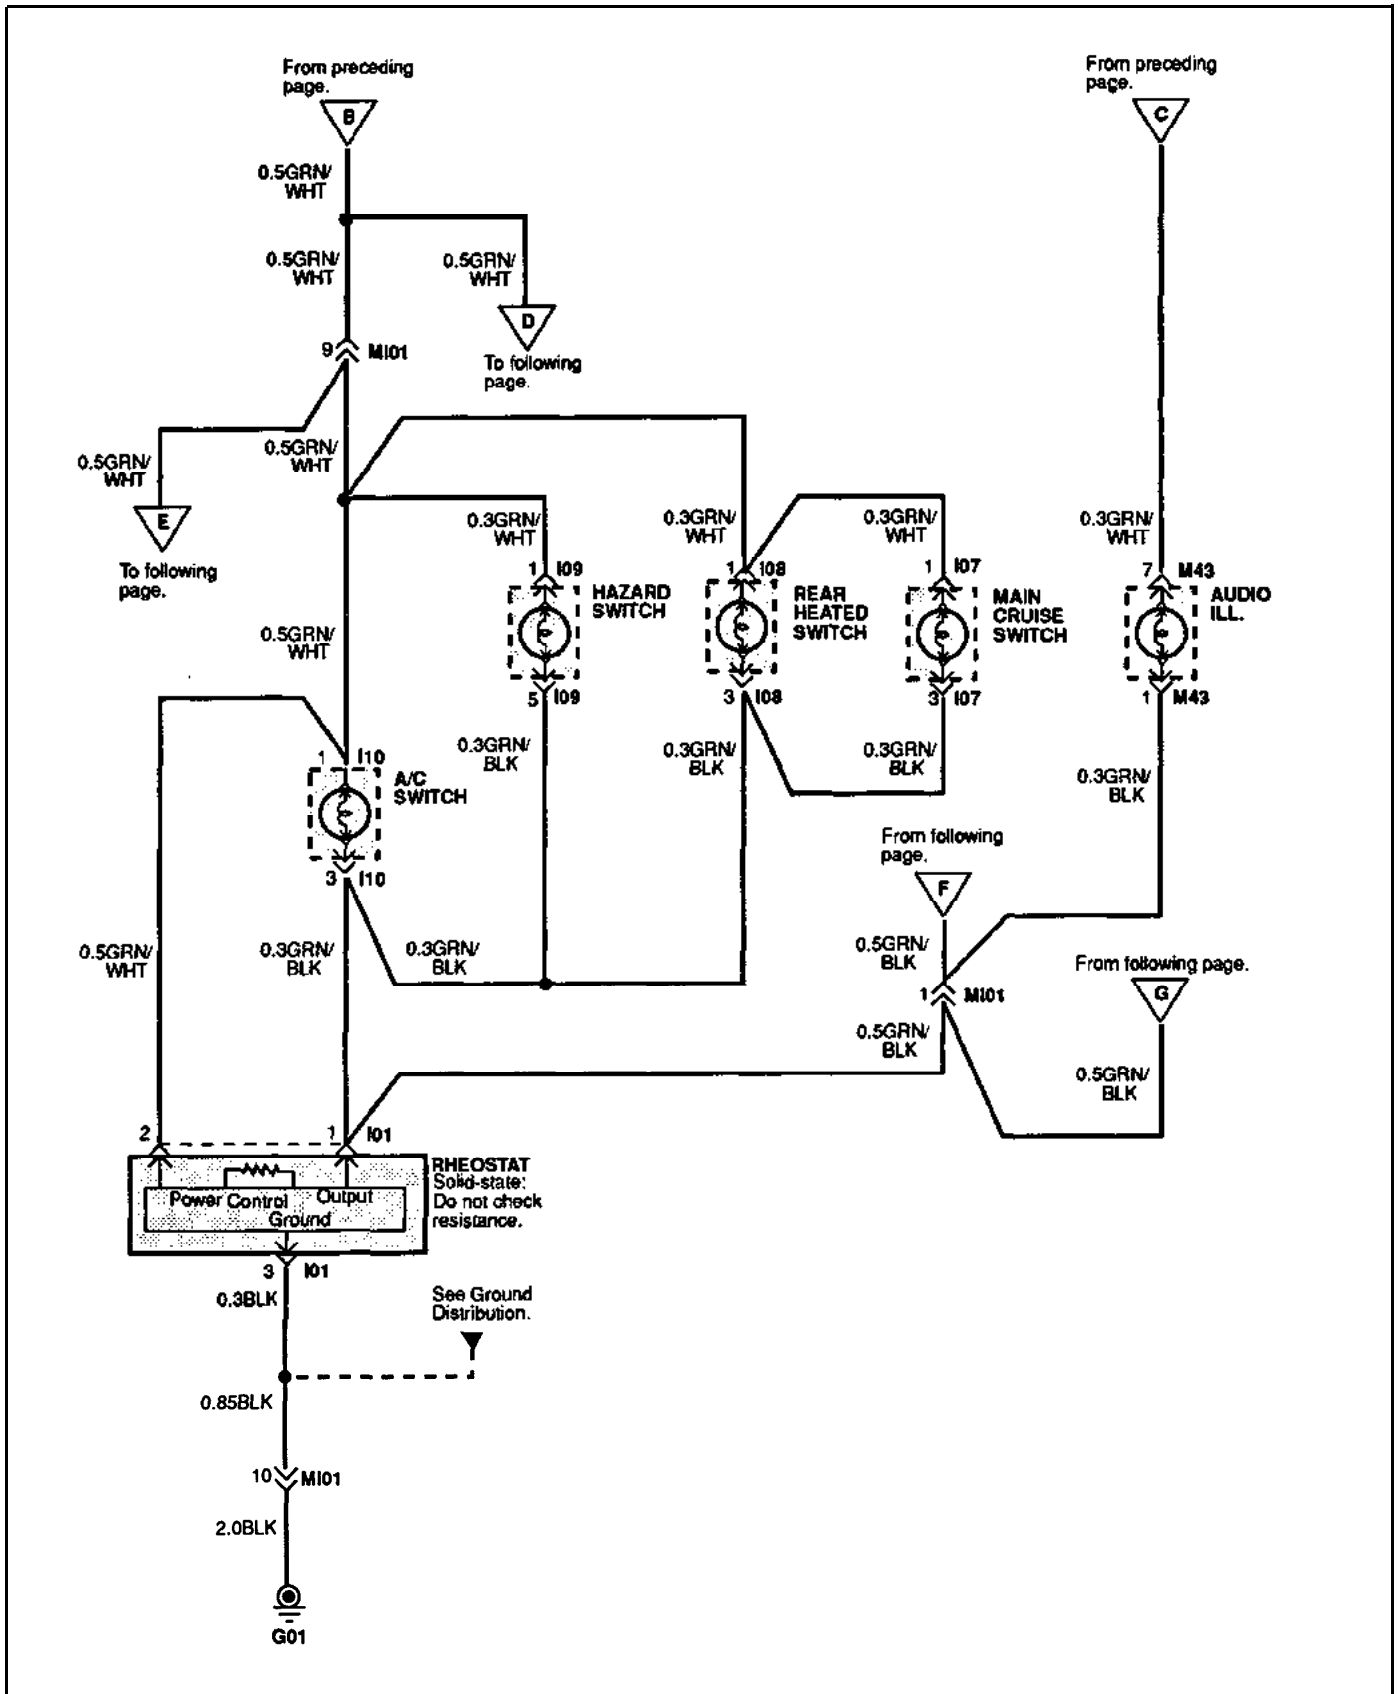 From preceding
page.
B
From preceding
page.
C
0.5GRN/
WHT
0.5GRN/
WHT
0.5GRN/
WHT
D
To following
page.
9
MI01
0.5GRN/
WHT
E
To following
page.
0.5GRN/
WHT
0.3GRN/
WHT
0.3GRN/
WHT
0.3GRN/
WHT
0.3GRN/
WHT
1 I09
HAZARD
SWITCH
5 I09
1 I08
REAR
HEATED
SWITCH
3 I08
1 I07
MAIN
CRUISE
SWITCH
3 I07
7 M43
AUDIO
ILL.
1 M43
0.5GRN/
WHT
1 I10
A/C
SWITCH
3 I10
0.3GRN/
BLK
0.3GRN/
BLK
0.3GRN/
BLK
0.3GRN/
BLK
From following
page.
F
0.5GRN/
WHT
0.3GRN/
BLK
0.3GRN/
BLK
0.5GRN/
BLK
From following page.
G
1 MI01
0.5GRN/
BLK
0.5GRN/
BLK
2
1 I01
RHEOSTAT
Solid-state:
Do not check
resistance.
Power Control Output
Ground
3 I01
0.3BLK
See Ground
Distribution.
0.85BLK
10 MI01
2.0BLK
G01